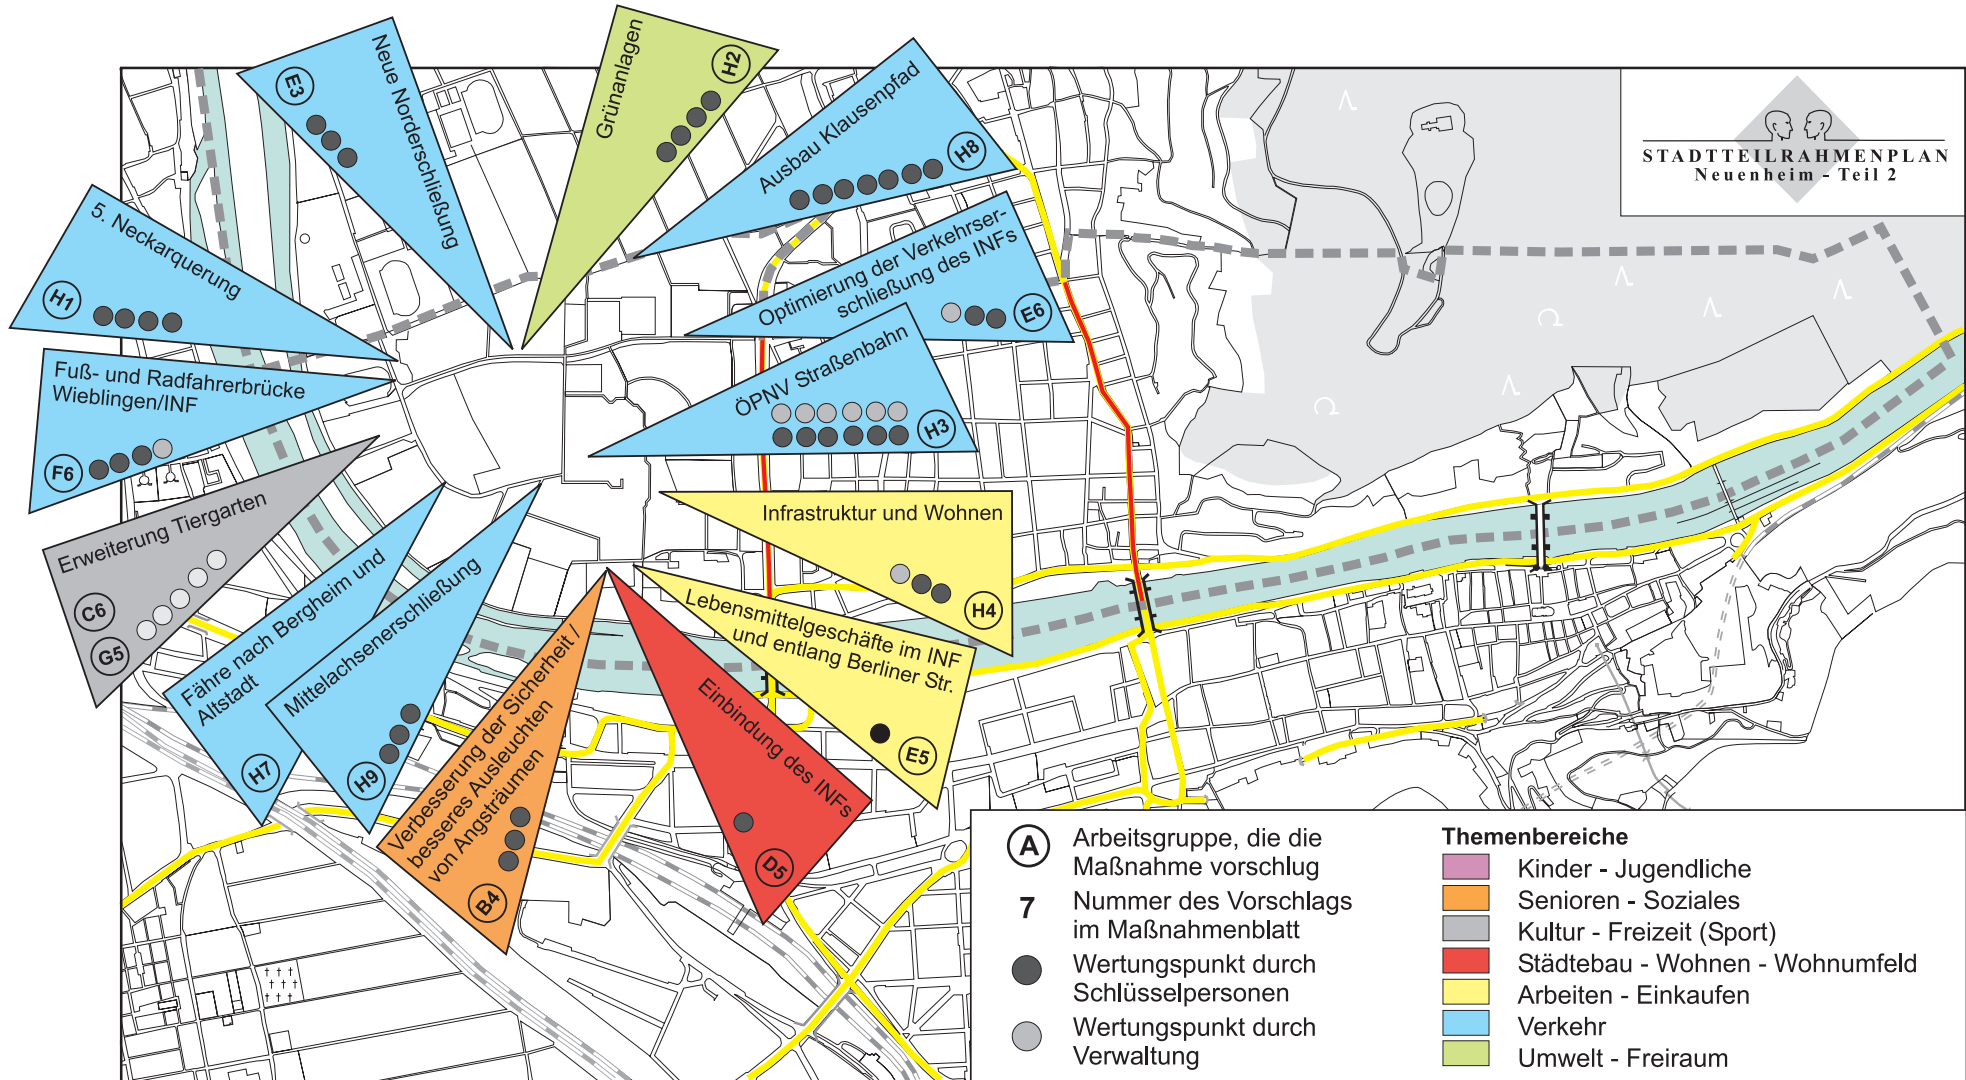 STADTTEILRAHMENPLAN
Neuenheim - Teil 2
E3
Neue Norderschließung
Grünanlagen
H2
Ausbau Klausenpfad
H8
5. Neckarquerung
H1
Optimierung der Verkehrser-
schließung des INFs
E6
Fuß- und Radfahrerbrücke
Wieblingen/INF
F6
ÖPNV Straßenbahn
H3
Erweiterung Tiergarten
C6
G5
Infrastruktur und Wohnen
H4
Fähre nach Bergheim und
Altstadt
H7
Mittelachsenerschließung
H9
Verbesserung der Sicherheit /
besseres Ausleuchten
von Angsträumen
B4
Einbindung des INFs
D5
Lebensmittelgeschäfte im INF
und entlang Berliner Str.
E5
A
Arbeitsgruppe, die die
Maßnahme vorschlug
7
Nummer des Vorschlags
im Maßnahmenblatt
Wertungspunkt durch
Schlüsselpersonen
Wertungspunkt durch
Verwaltung
Themenbereiche
Kinder - Jugendliche
Senioren - Soziales
Kultur - Freizeit (Sport)
Städtebau - Wohnen - Wohnumfeld
Arbeiten - Einkaufen
Verkehr
Umwelt - Freiraum